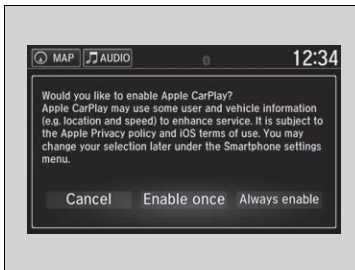 MAP AUDIO 0 12:34
Would you like to enable Apple CarPlay?
Apple CarPlay may use some user and vehicle information
(e.g. location and speed) to enhance service. It is subject to
the Apple Privacy policy and iOS terms of use. You may
change your selection later under the Smartphone settings
menu.
Cancel Enable once Always enable